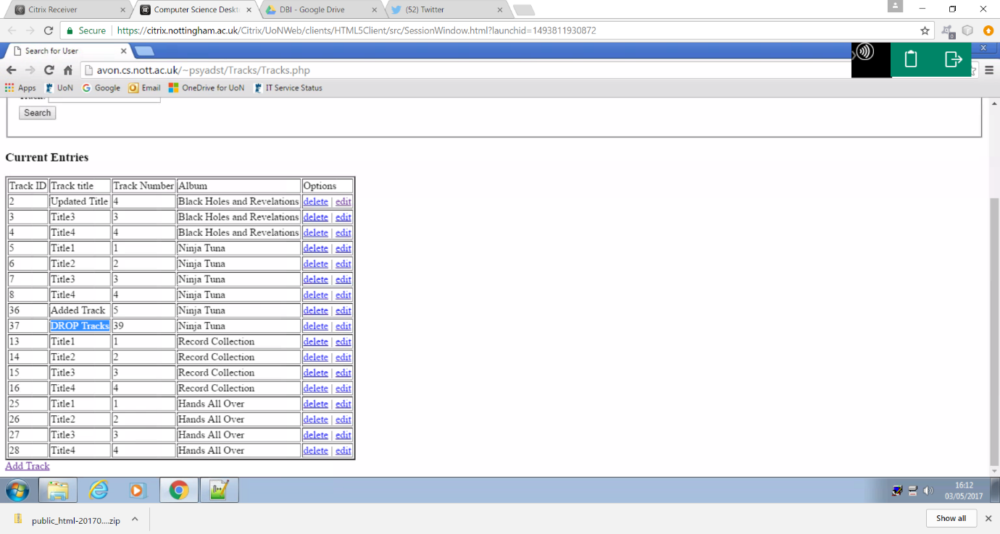 Citrix Receiver
Computer Science Deskt
DBI - Google Drive
(52) Twitter
Secure https://citrix.nottingham.ac.uk/Citrix/UoNWeb/clients/HTML5Client/src/SessionWindow.html?launchid=1493811930872
0
Search for User
avon.cs.nott.ac.uk/~psyadst/Tracks/Tracks.php
Apps UoN Google Email OneDrive for UoN IT Service Status
Search
Current Entries
Track ID Track title Track Number Album Options
2 Updated Title 4 Black Holes and Revelations delete | edit
3 Title3 3 Black Holes and Revelations delete | edit
4 Title4 4 Black Holes and Revelations delete | edit
5 Title1 1 Ninja Tuna delete | edit
6 Title2 2 Ninja Tuna delete | edit
7 Title3 3 Ninja Tuna delete | edit
8 Title4 4 Ninja Tuna delete | edit
36 Added Track 5 Ninja Tuna delete | edit
37 DROP Tracks 39 Ninja Tuna delete | edit
13 Title1 1 Record Collection delete | edit
14 Title2 2 Record Collection delete | edit
15 Title3 3 Record Collection delete | edit
16 Title4 4 Record Collection delete | edit
25 Title1 1 Hands All Over delete | edit
26 Title2 2 Hands All Over delete | edit
27 Title3 3 Hands All Over delete | edit
28 Title4 4 Hands All Over delete | edit
Add Track
16:12
03/05/2017
public_html-20170....zip
Show all